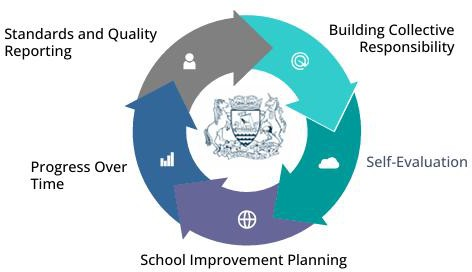 Standards and Quality
Reporting
Building Collective
Responsibility
Self-Evaluation
School Improvement Planning
Progress Over
Time